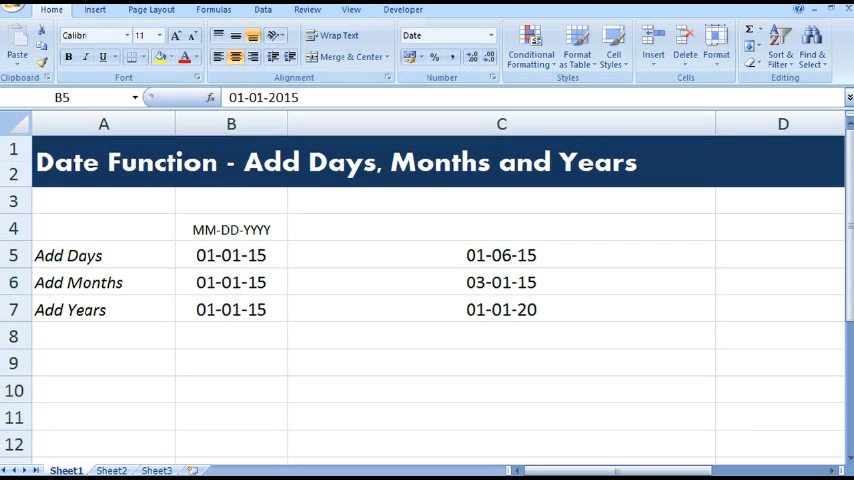 Home Insert Page Layout Formulas Data Review View Developer
Paste
Calibri 11
B I U
Wrap Text
Merge & Center
Date
$ % ,
Conditional Formatting
Format as Table
Cell Styles
Insert Delete Format
Σ
Sort & Filter
Find & Select
Clipboard Font Alignment Number Styles Cells Editing
B5 fx 01-01-2015
A B C D
1 Date Function - Add Days, Months and Years
2
3
4 MM-DD-YYYY
5 Add Days 01-01-15 01-06-15
6 Add Months 01-01-15 03-01-15
7 Add Years 01-01-15 01-01-20
8
9
10
11
12
Sheet1 Sheet2 Sheet3